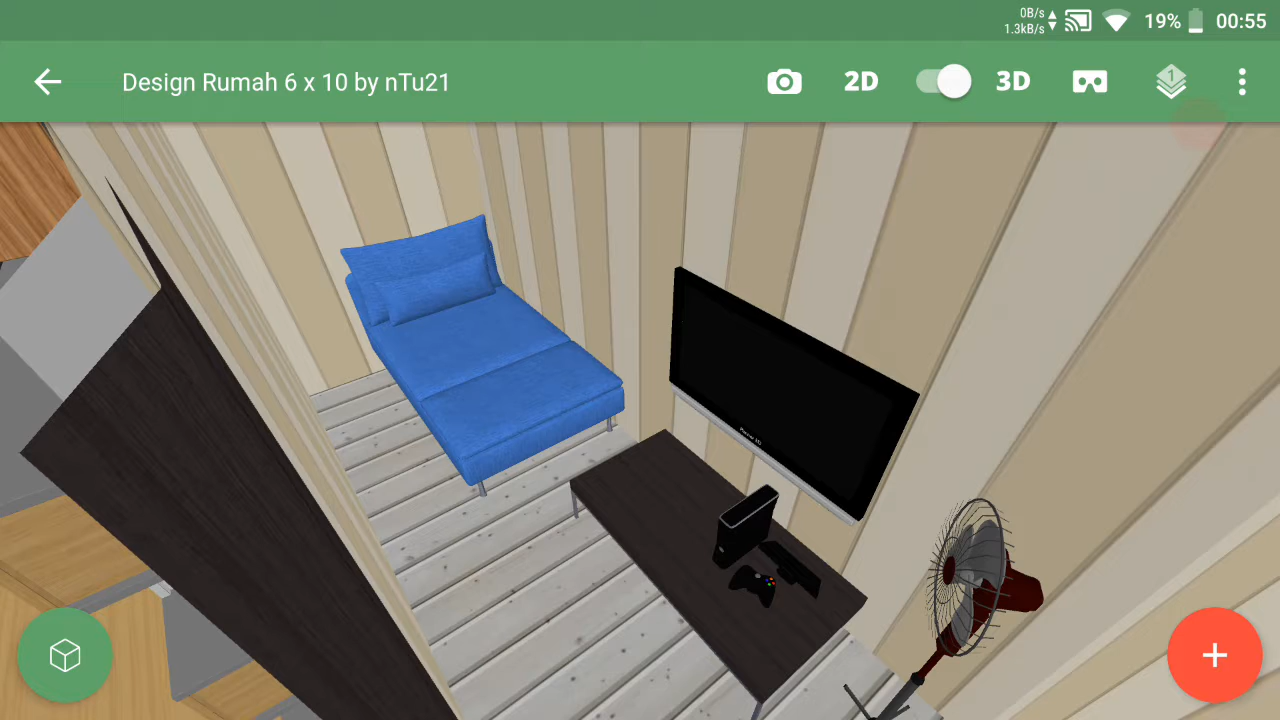 0B/s
1.3kB/s
19%
00:55
Design Rumah 6 x 10 by nTu21
2D
3D
1